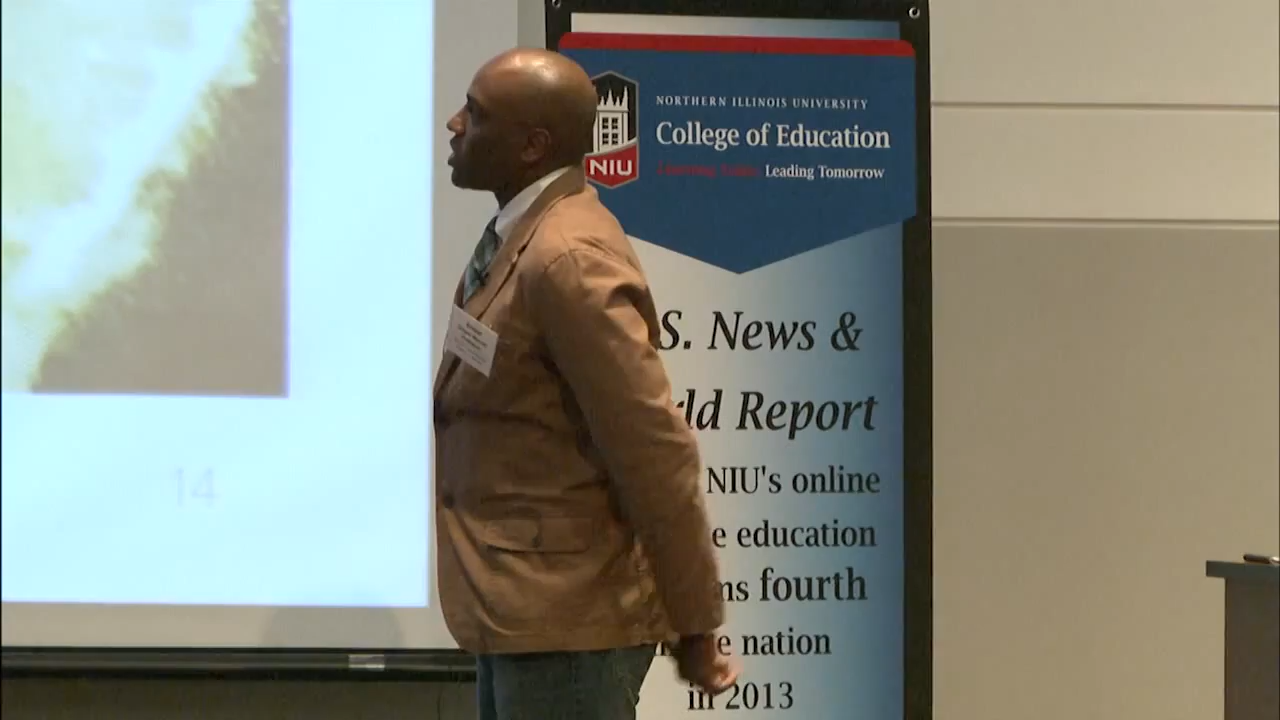 NORTHERN ILLINOIS UNIVERSITY
College of Education
Leading Tomorrow
NIU
S. News &
ld Report
NIU's online
e education
ms fourth
e nation
in 2013
14